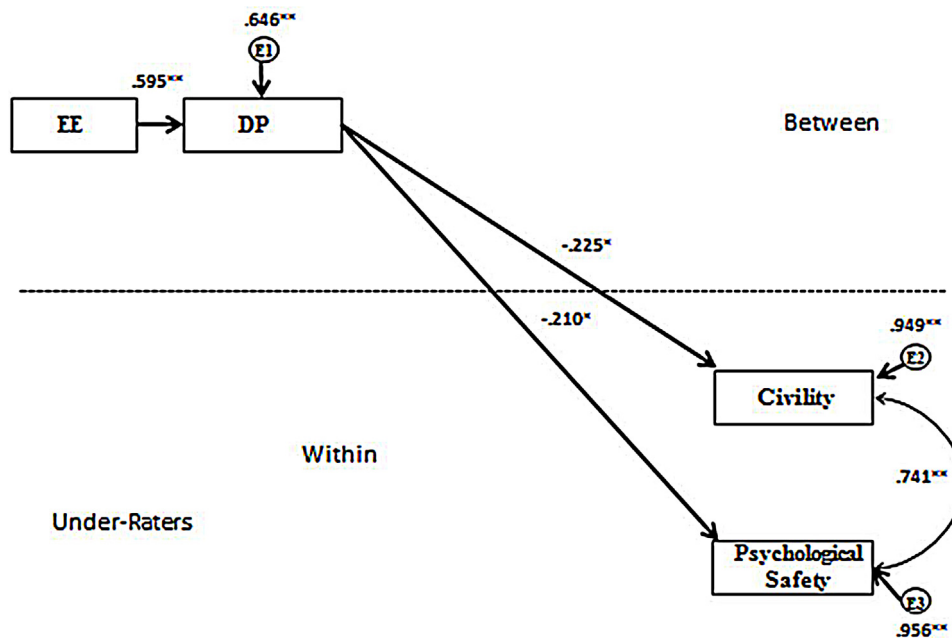 .646**
E1
.595**
EE
DP
Between
-.225*
-.210*
.949**
E2
Civility
Within
.741**
Under-Raters
Psychological
Safety
E3
.956**